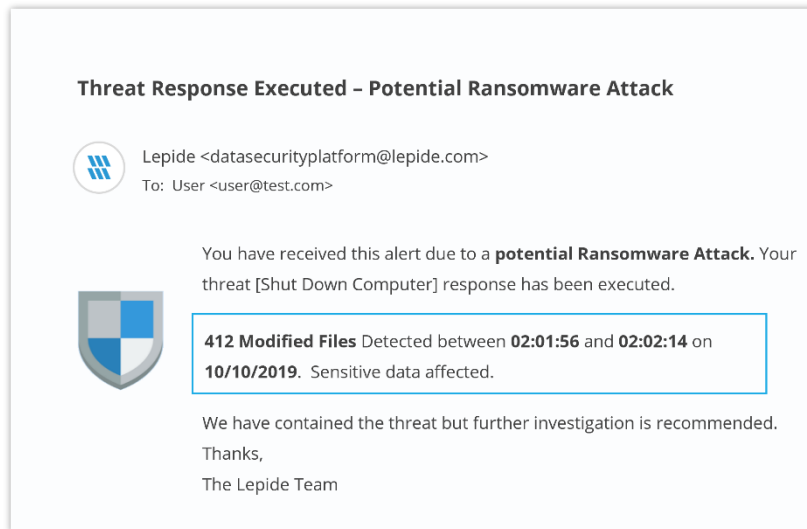 Threat Response Executed – Potential Ransomware Attack
Lepide <datasecurityplatform@lepide.com>
To: User <user@test.com>
You have received this alert due to a potential Ransomware Attack. Your
threat [Shut Down Computer] response has been executed.
412 Modified Files Detected between 02:01:56 and 02:02:14 on
10/10/2019. Sensitive data affected.
We have contained the threat but further investigation is recommended.
Thanks,
The Lepide Team